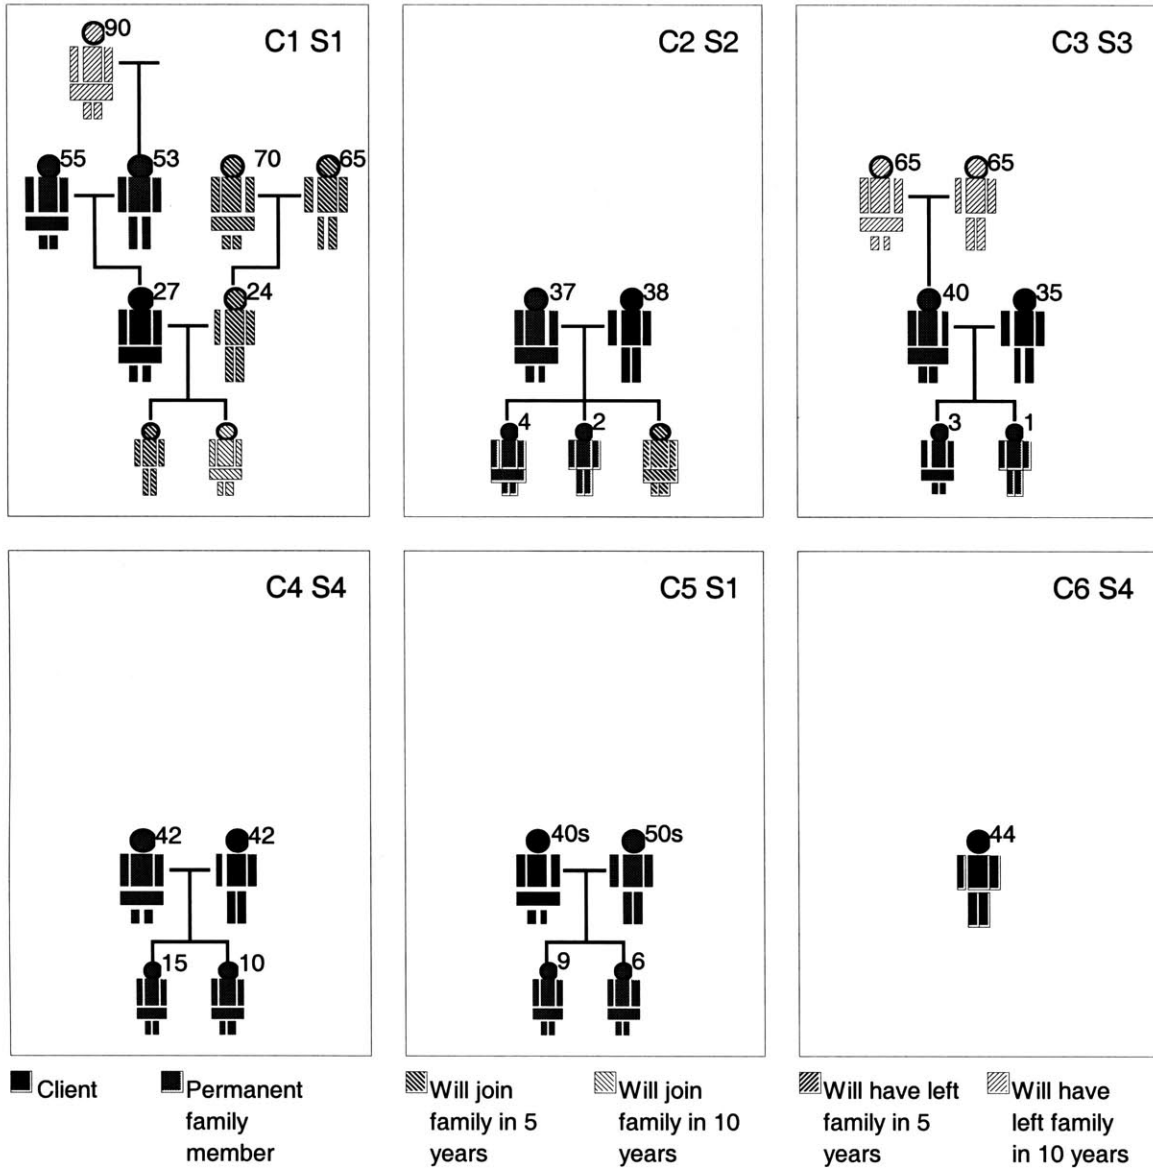 C1 S1
90
55
53
70
65
27
24
C2 S2
37
38
4
2
C3 S3
65
65
40
35
3
1
C4 S4
42
42
15
10
C5 S1
40s
50s
9
6
C6 S4
44
Client
Permanent
family
member
Will join
family in 5
years
Will join
family in 10
years
Will have left
family in 5
years
Will have
left family
in 10 years